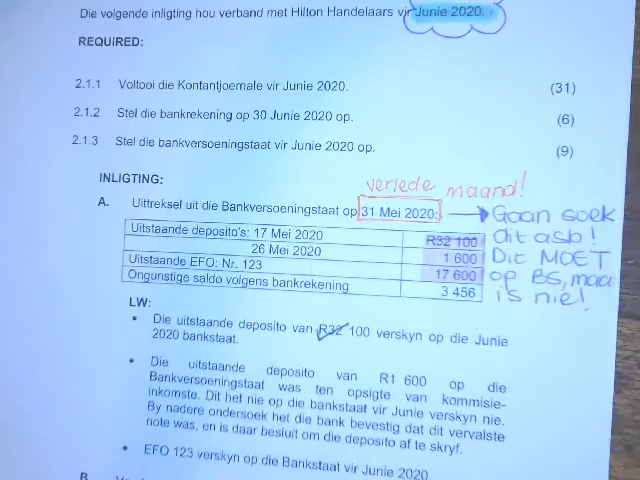 Die volgende inligting hou verband met Hilton Handelaars vir Junie 2020.
REQUIRED:
2.1.1 Voltooi die Kontantjoernale vir Junie 2020. (31)
2.1.2 Stel die bankrekening op 30 Junie 2020 op. (6)
2.1.3 Stel die bankversoeningstaat vir Junie 2020 op. (9)
INLIGTING:
verlede maand!
A. Uittreksel uit die Bankversoeningstaat op 31 Mei 2020:
Gaan soek
dit asb!
Dit MOET
op BS, maar
is nie!
Uitstaande deposito's: 17 Mei 2020 R32 100
26 Mei 2020 1 600
Uitstaande EFO: Nr. 123 17 600
Ongunstige saldo volgens bankrekening 3 456
LW:
• Die uitstaande deposito van R32 100 verskyn op die Junie
2020 bankstaat.
• Die uitstaande deposito van R1 600 op die
Bankversoeningstaat was ten opsigte van kommisie-
inkomste. Dit het nie op die bankstaat vir Junie verskyn nie.
By nadere ondersoek het die bank bevestig dat dit vervalste
note was, en is daar besluit om die deposito af te skryf.
• EFO 123 verskyn op die Bankstaat vir Junie 2020
B